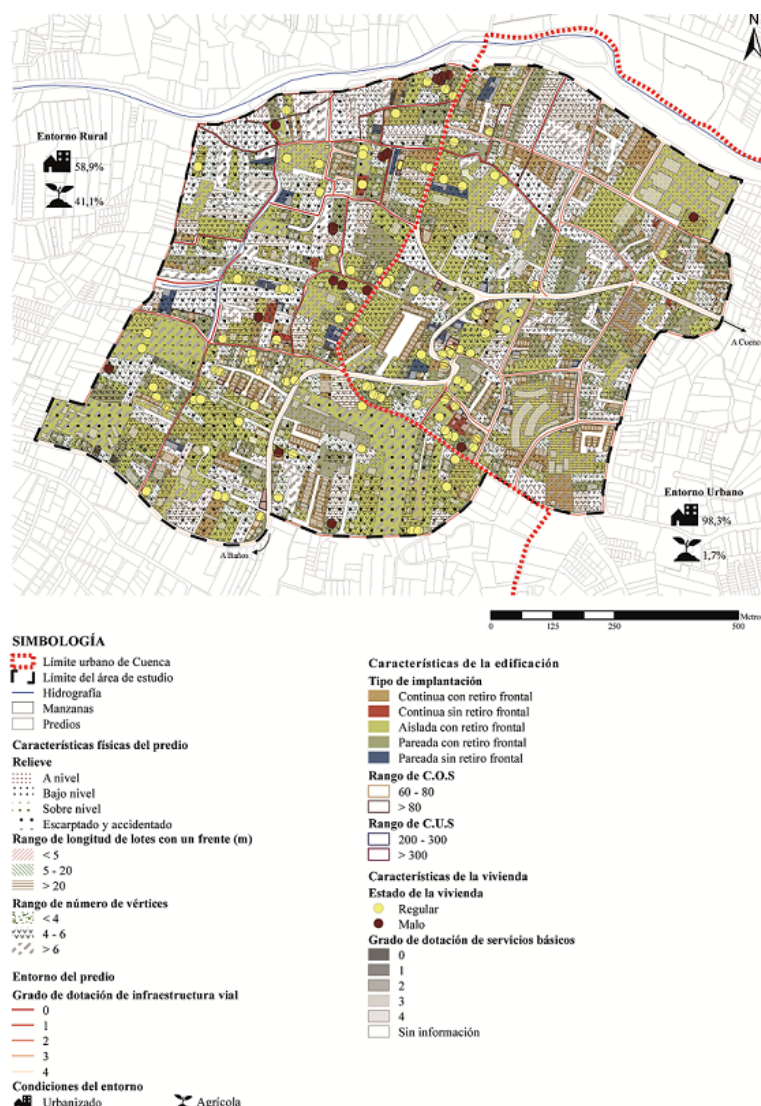 N
Entorno Rural
58,9%
41,1%
A Cuenca
Entorno Urbano
98,3%
1,7%
A Baños
Metros
0 125 250 500
SIMBOLOGÍA
Límite urbano de Cuenca
Límite del área de estudio
Hidrografía
Manzanas
Predios
Características físicas del predio
Relieve
A nivel
Bajo nivel
Sobre nivel
Escarptado y accidentado
Rango de longitud de lotes con un frente (m)
< 5
5 - 20
> 20
Rango de número de vértices
< 4
4 - 6
> 6
Entorno del predio
Grado de dotación de infraestructura vial
0
1
2
3
4
Condiciones del entorno
Urbanizado
Agrícola
Características de la edificación
Tipo de implantación
Continua con retiro frontal
Continua sin retiro frontal
Aislada con retiro frontal
Pareada con retiro frontal
Pareada sin retiro frontal
Rango de C.O.S
60 - 80
> 80
Rango de C.U.S
200 - 300
> 300
Características de la vivienda
Estado de la vivienda
Regular
Malo
Grado de dotación de servicios básicos
0
1
2
3
4
Sin información